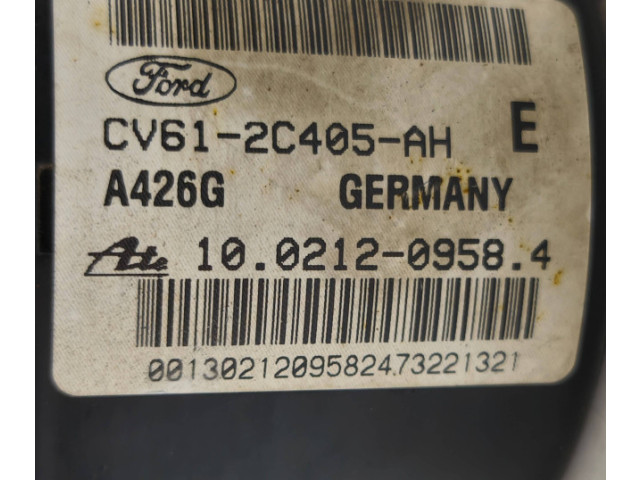 Ford
CV61-2C405-AH E
A426G GERMANY
Ate 10.0212-0958.4
0013021209582473221321